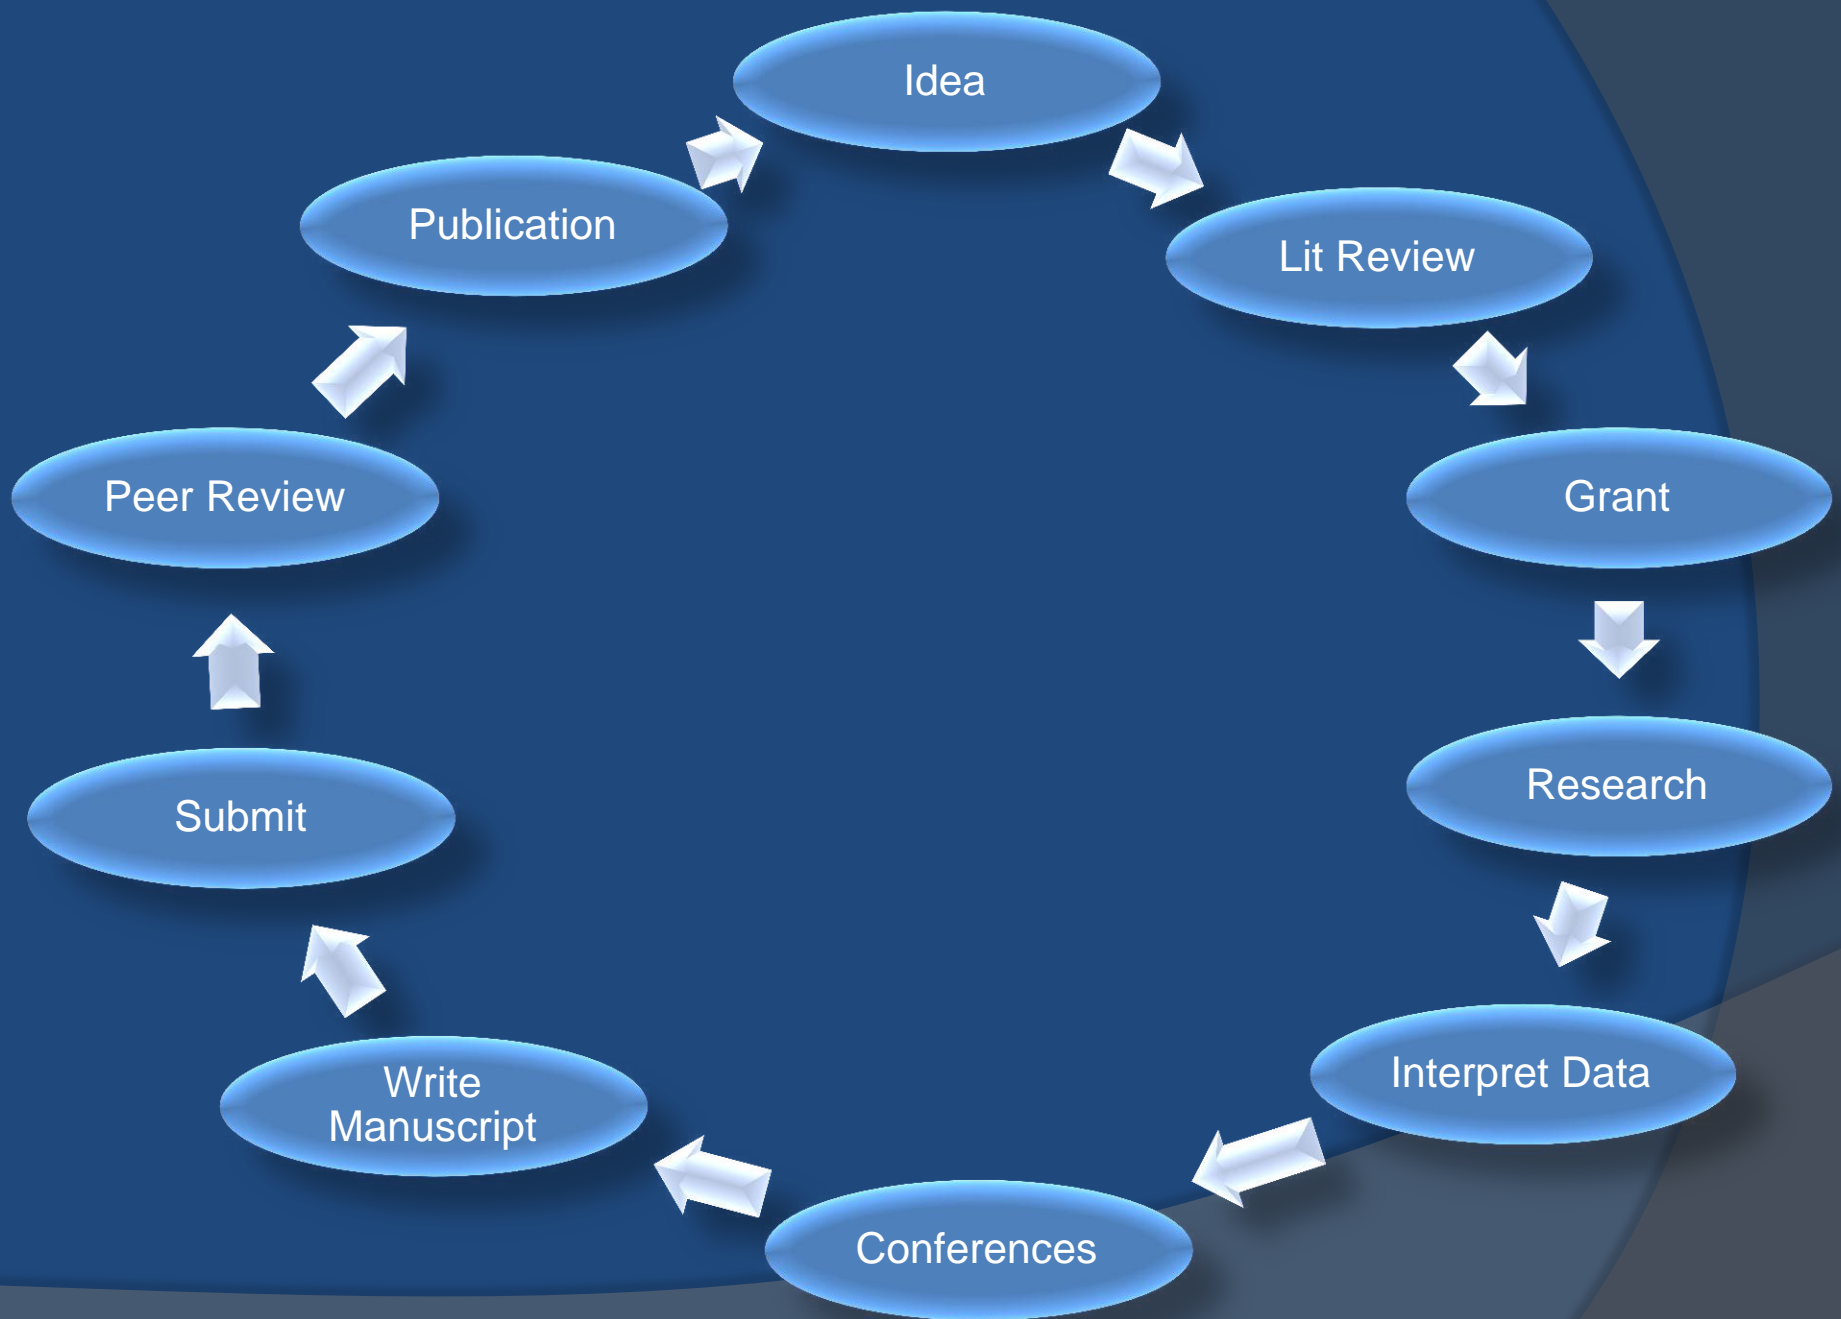 Idea
Lit Review
Grant
Research
Interpret Data
Conferences
Write
Manuscript
Submit
Peer Review
Publication